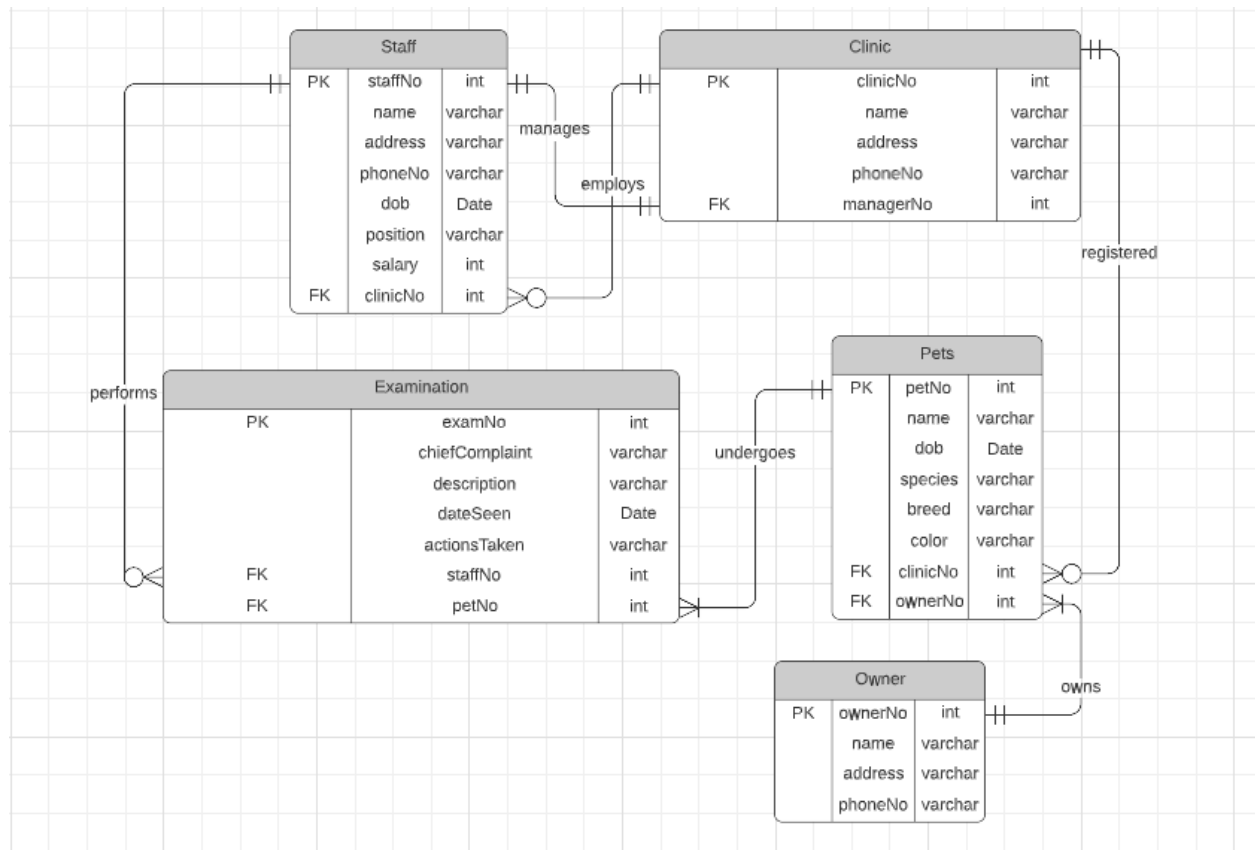 Staff
PK staffNo int
name varchar
address varchar
phoneNo varchar
dob Date
position varchar
salary int
FK clinicNo int
manages
employs
Clinic
PK clinicNo int
name varchar
address varchar
phoneNo varchar
FK managerNo int
registered
performs
Examination
PK examNo int
chiefComplaint varchar
description varchar
dateSeen Date
actionsTaken varchar
FK staffNo int
FK petNo int
undergoes
Pets
PK petNo int
name varchar
dob Date
species varchar
breed varchar
color varchar
FK clinicNo int
FK ownerNo int
owns
Owner
PK ownerNo int
name varchar
address varchar
phoneNo varchar